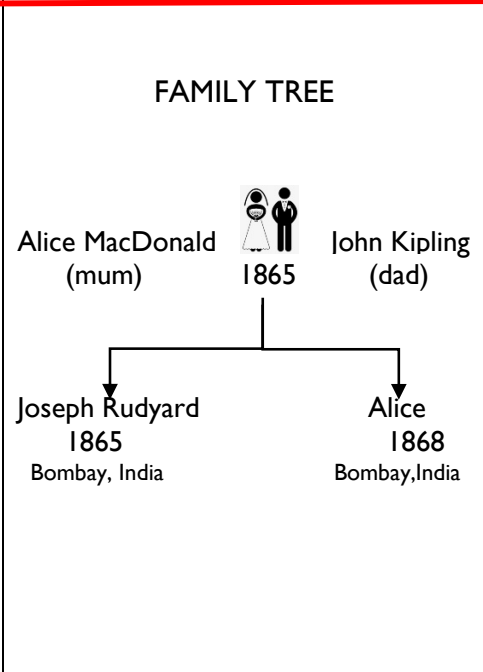 FAMILY TREE
Alice MacDonald John Kipling
(mum) 1865 (dad)
Joseph Rudyard Alice
1865 1868
Bombay, India Bombay,India